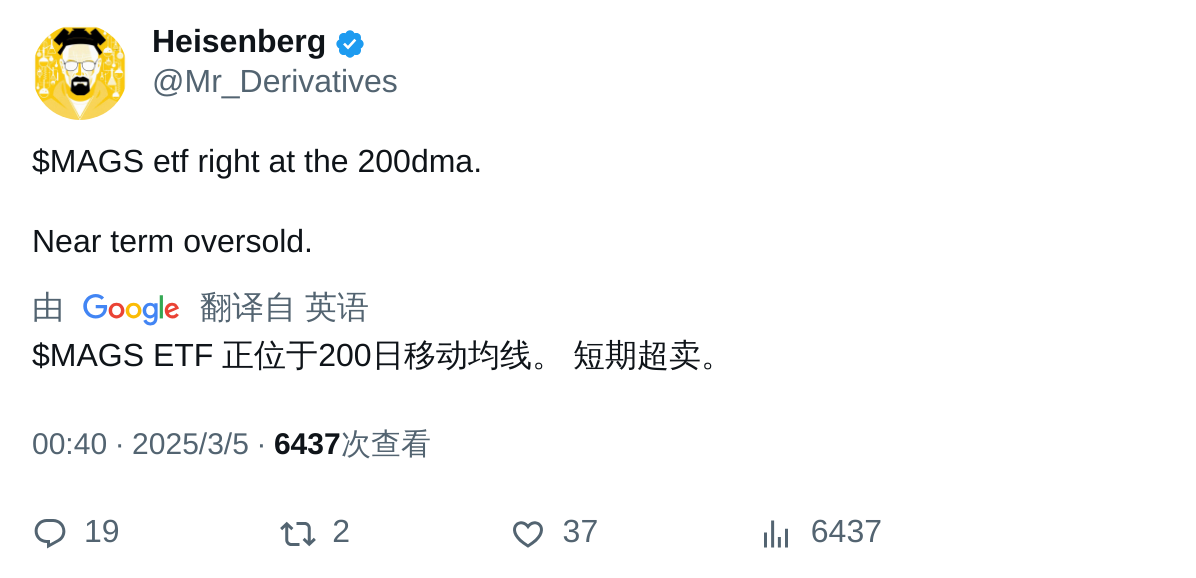 Heisenberg
@Mr_Derivatives
$MAGS etf right at the 200dma.
Near term oversold.
由 Google 翻译自 英语
$MAGS ETF 正位于200日移动均线。 短期超卖。
00:40 · 2025/3/5 · 6437次查看
19 2 37 6437